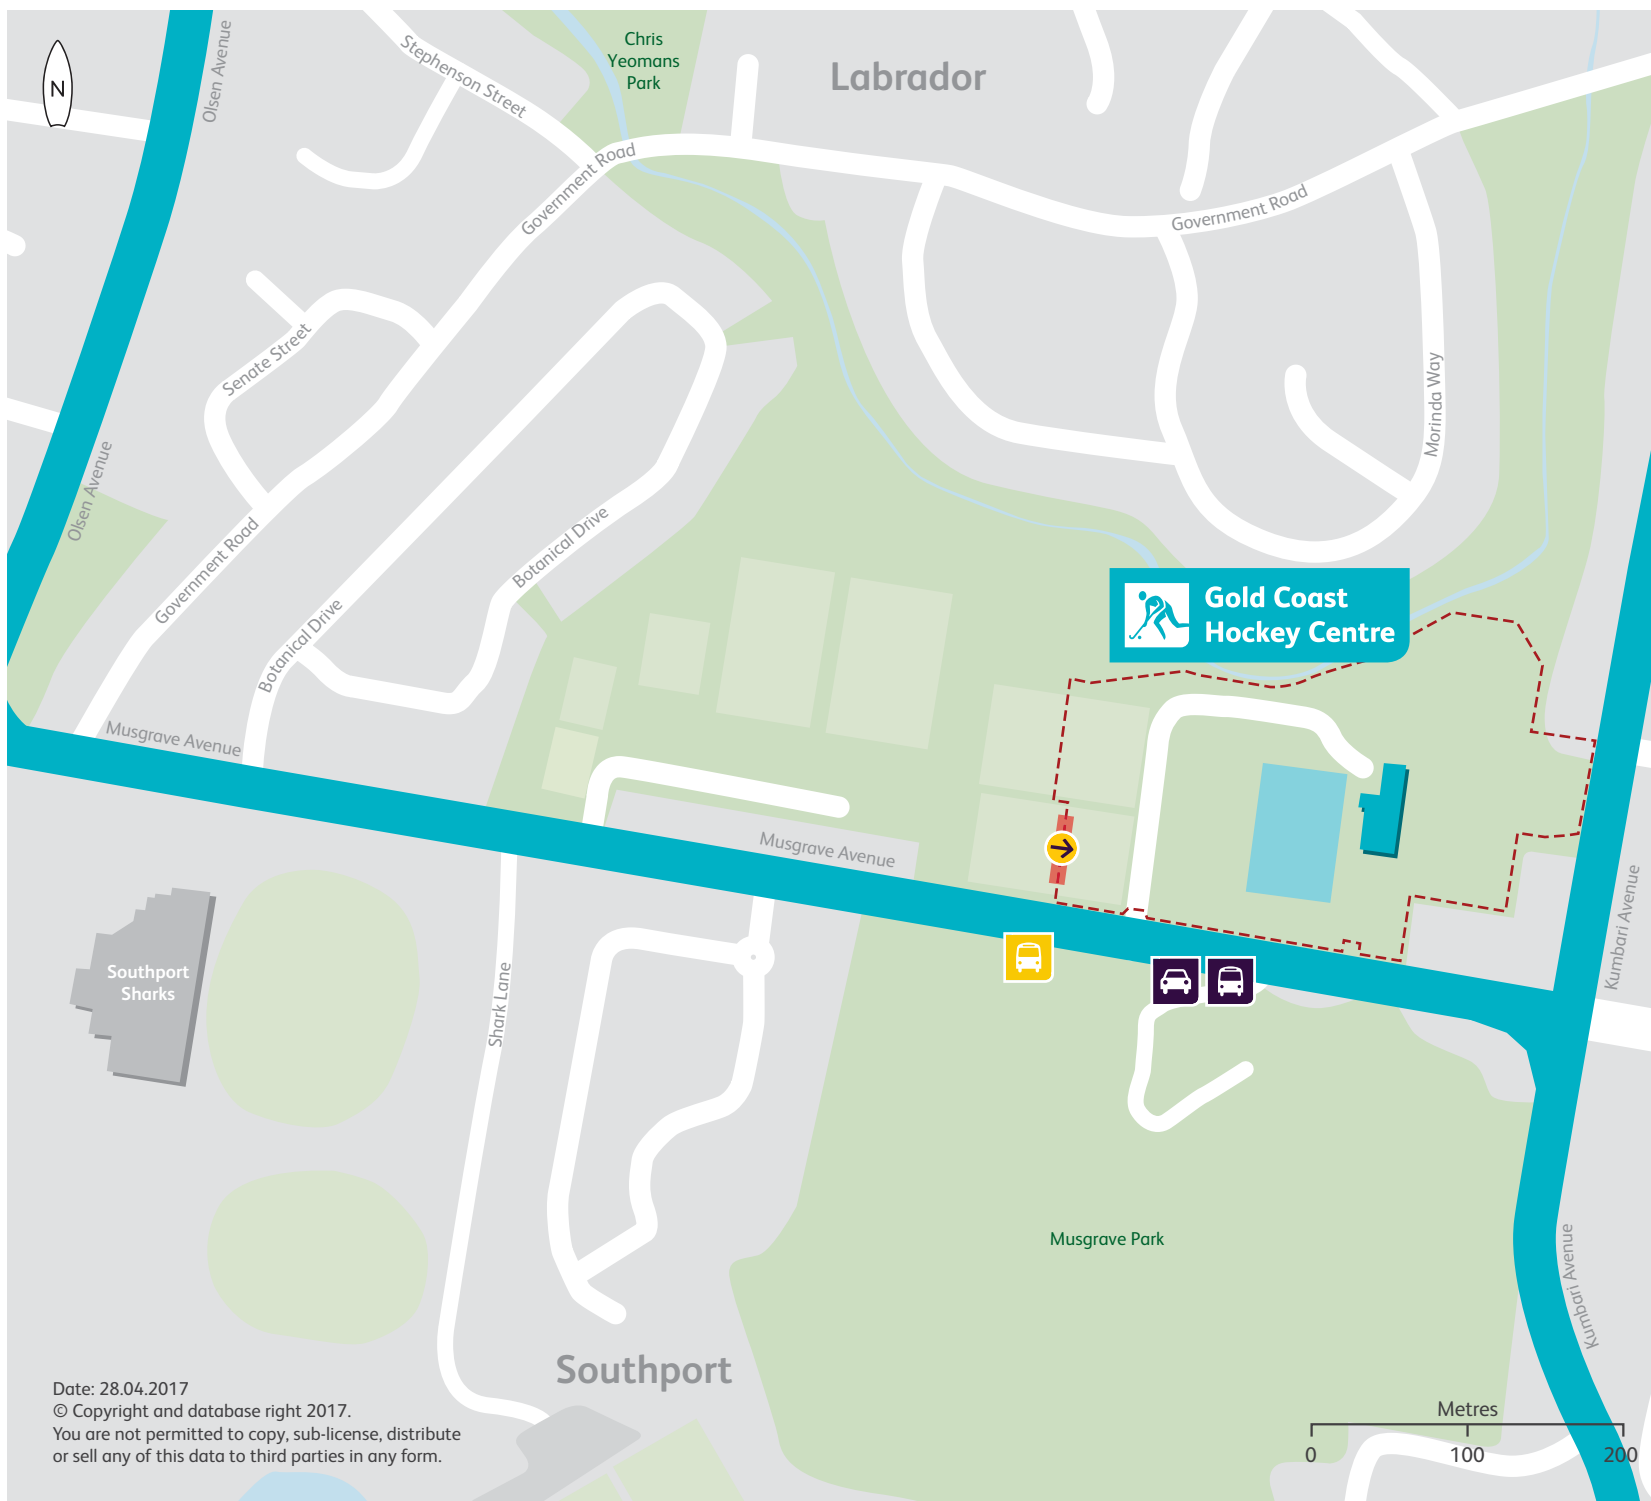 Chris
Yeomans
Park
Labrador
N
Olsen Avenue
Stephenson Street
Government Road
Government Road
Senate Street
Morinda Way
Olsen Avenue
Government Road
Botanical Drive
Botanical Drive
Gold Coast
Hockey Centre
Musgrave Avenue
Musgrave Avenue
Kumbari Avenue
Southport
Sharks
Shark Lane
Musgrave Park
Kumbari Avenue
Southport
Date: 28.04.2017
© Copyright and database right 2017.
You are not permitted to copy, sub-license, distribute
or sell any of this data to third parties in any form.
Metres
0 100 200